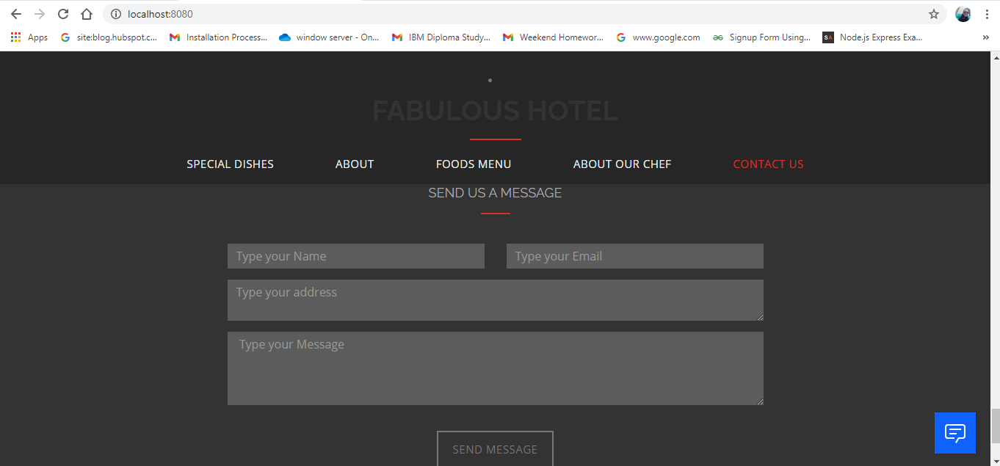 localhost:8080
Apps site:blog.hubspot.c... Installation Process... window server - On... IBM Diploma Study... Weekend Homewor... www.google.com Signup Form Using... SA Node.js Express Exa... »
FABULOUS HOTEL
SPECIAL DISHES ABOUT FOODS MENU ABOUT OUR CHEF CONTACT US
SEND US A MESSAGE
Type your Name Type your Email
Type your address
Type your Message
SEND MESSAGE